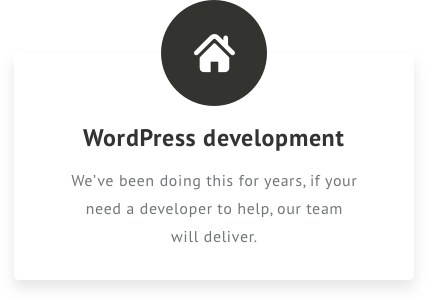 WordPress development
We've been doing this for years, if your
need a developer to help, our team
will deliver.